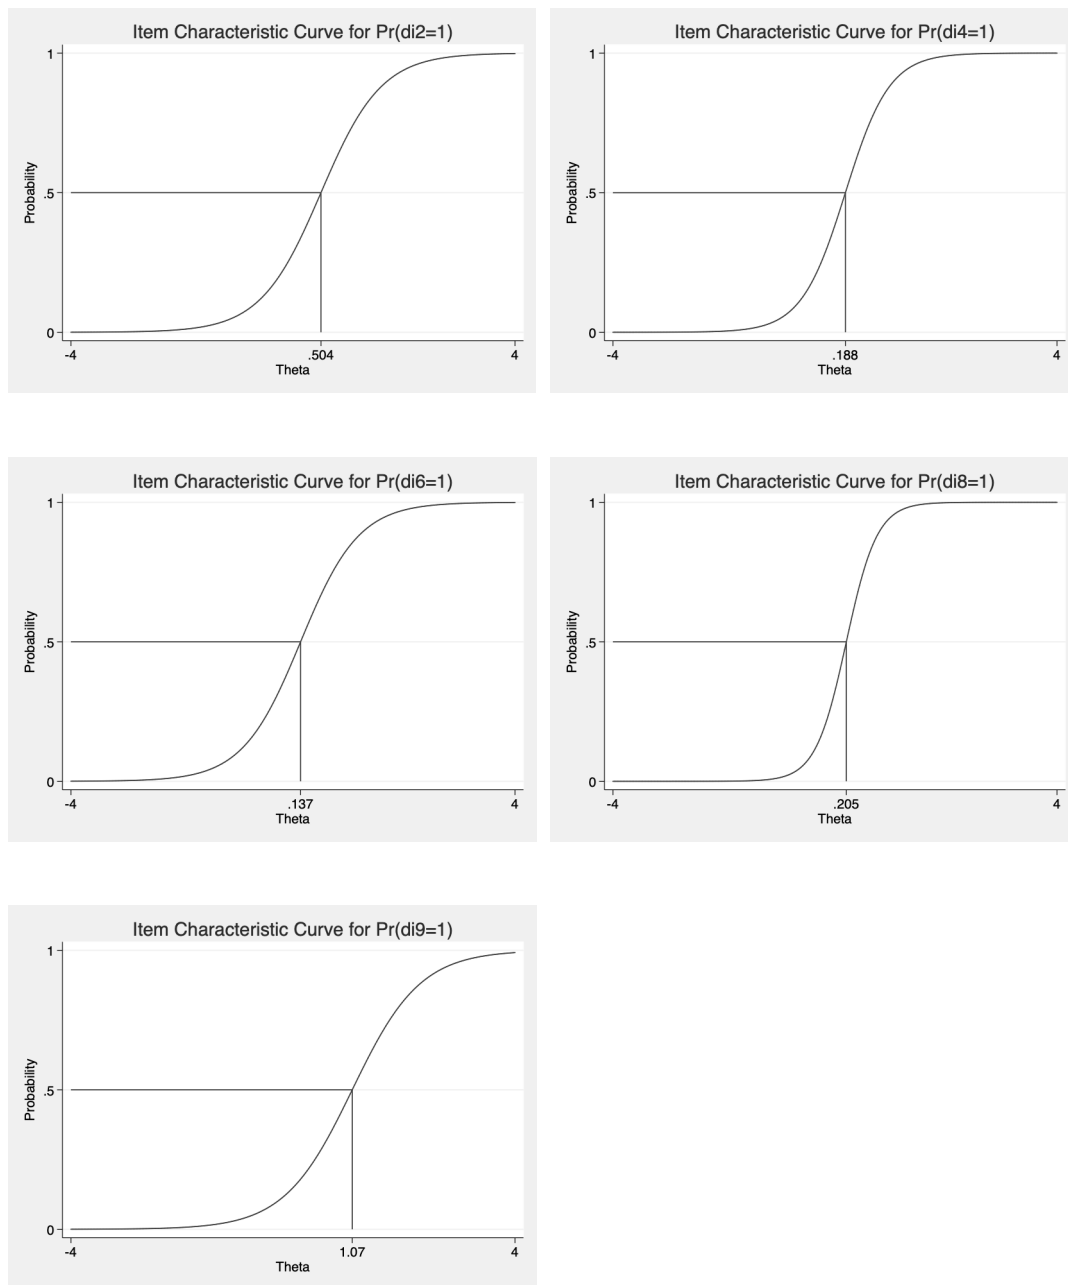 Item Characteristic Curve for Pr(di2=1)
1
.5
0
Probability
-4
.504
4
Theta
Item Characteristic Curve for Pr(di4=1)
1
.5
0
Probability
-4
.188
4
Theta
Item Characteristic Curve for Pr(di6=1)
1
.5
0
Probability
-4
.137
4
Theta
Item Characteristic Curve for Pr(di8=1)
1
.5
0
Probability
-4
.205
4
Theta
Item Characteristic Curve for Pr(di9=1)
1
.5
0
Probability
-4
1.07
4
Theta